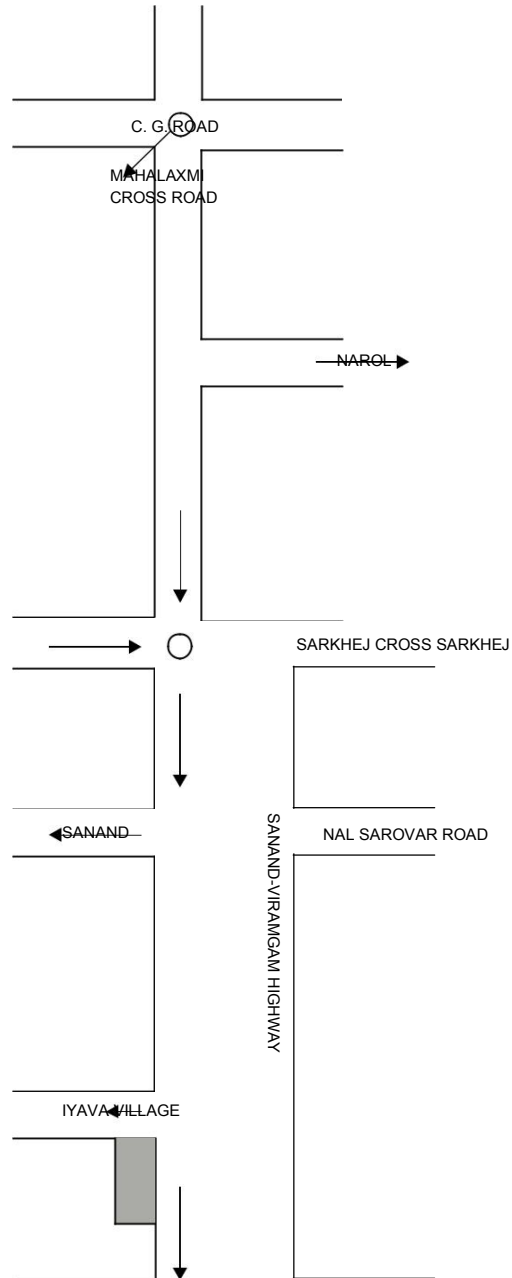 C. G. ROAD
MAHALAXMI
CROSS ROAD
NAROL
SARKHEJ CROSS SARKHEJ
SANAND
NAL SAROVAR ROAD
SANAND-VIRAMGAM HIGHWAY
IYAVA VILLAGE